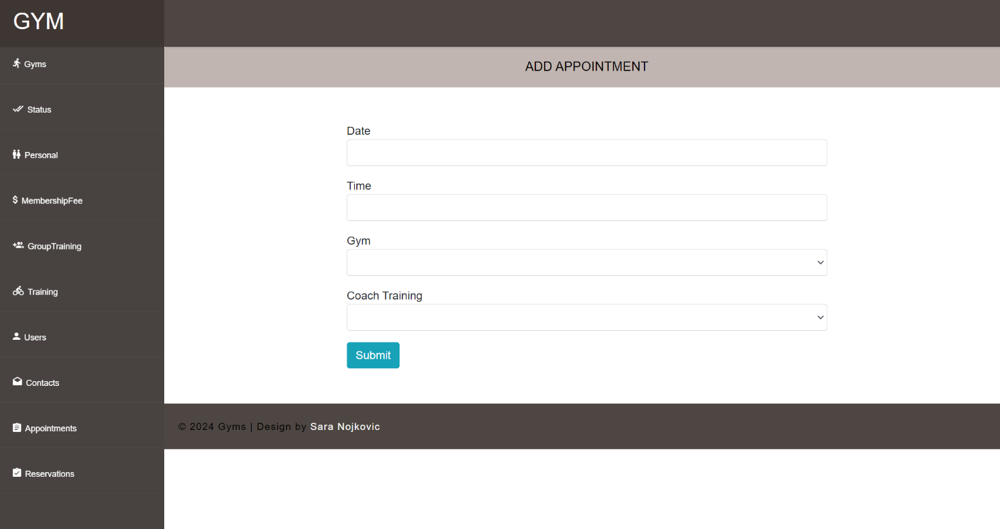 GYM
Gyms
Status
Personal
MembershipFee
GroupTraining
Training
Users
Contacts
Appointments
Reservations
ADD APPOINTMENT
Date
Time
Gym
Coach Training
Submit
© 2024 Gyms | Design by Sara Nojkovic